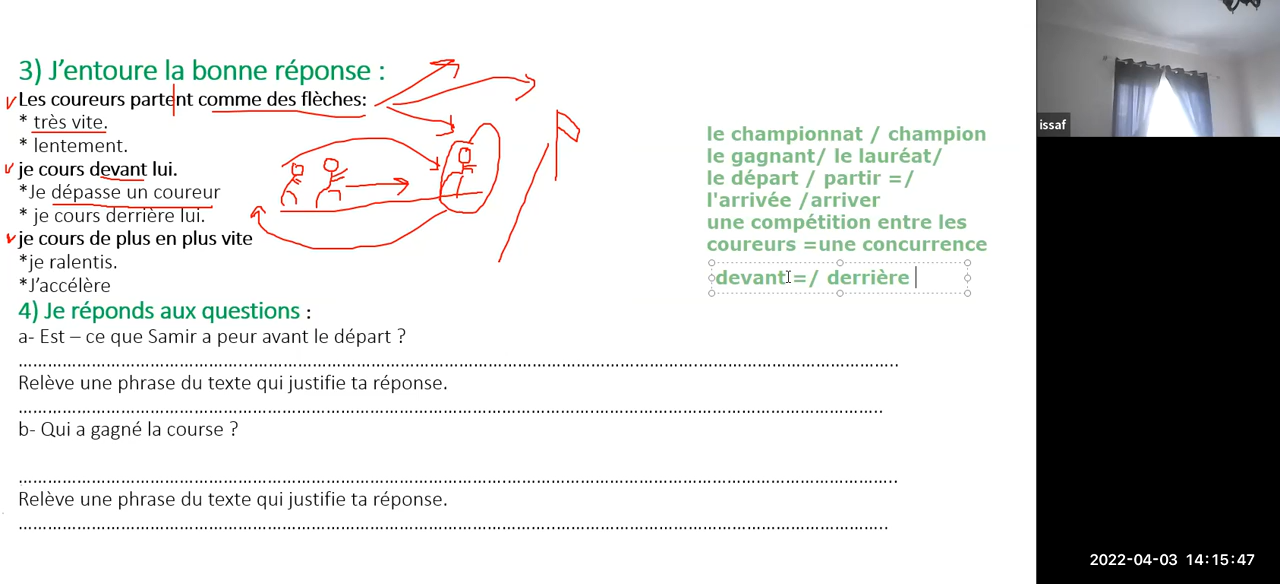 3) J’entoure la bonne réponse :
Les coureurs partent comme des flèches:
* très vite.
* lentement.
je cours devant lui.
*Je dépasse un coureur
* je cours derrière lui.
je cours de plus en plus vite
*je ralentis.
*J’accélère
4) Je réponds aux questions :
a- Est – ce que Samir a peur avant le départ ?
Relève une phrase du texte qui justifie ta réponse.
b- Qui a gagné la course ?
Relève une phrase du texte qui justifie ta réponse.
le championnat / champion
le gagnant/ le lauréat/
le départ / partir =/
l'arrivée /arriver
une compétition entre les
coureurs =une concurrence
devant =/ derrière
issaf
2022-04-03 14:15:47